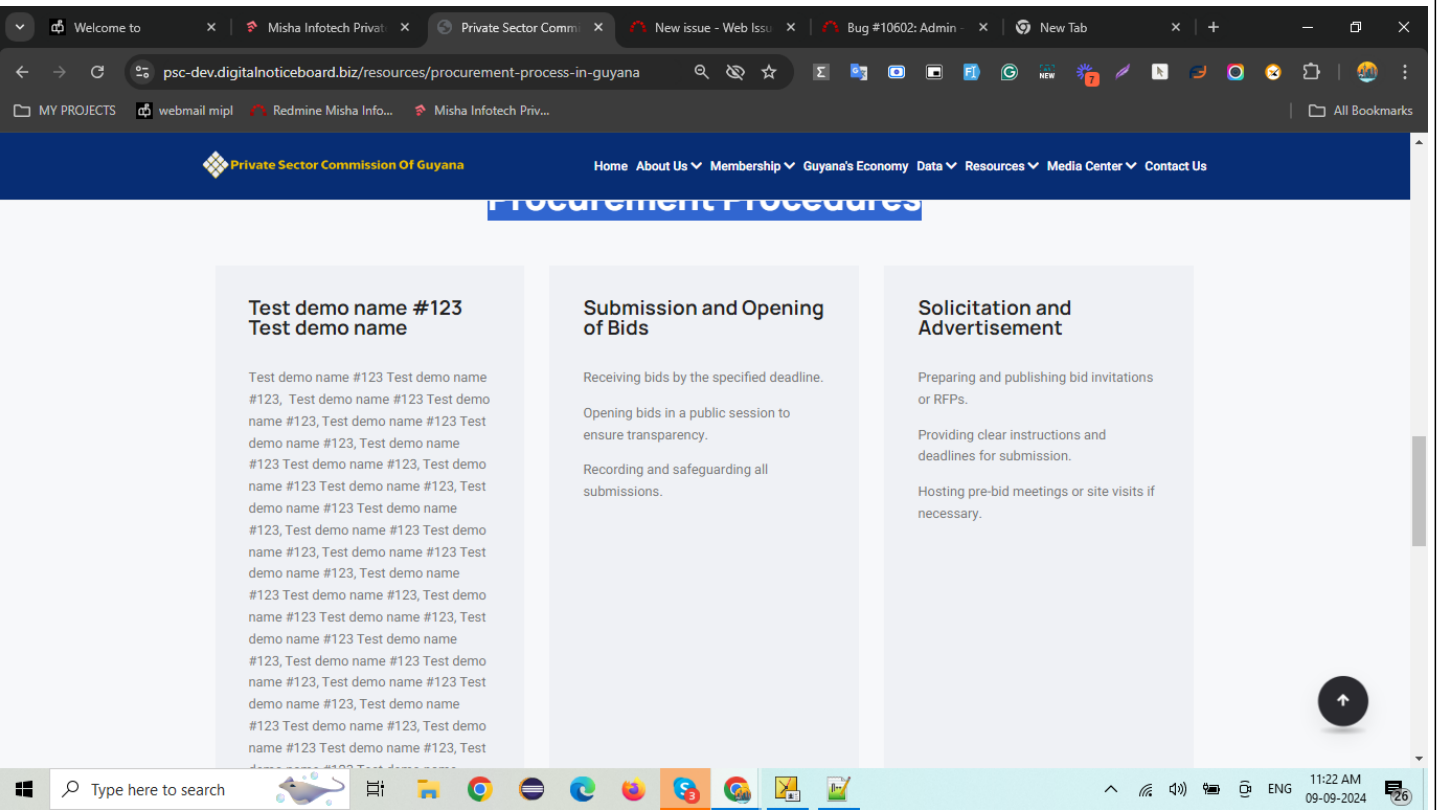 Welcome to
Misha Infotech Privat
Private Sector Commi
New issue - Web Issu
Bug #10602: Admin -
New Tab
psc-dev.digitalnoticeboard.biz/resources/procurement-process-in-guyana
NEW
7
MY PROJECTS
webmail mipl
Redmine Misha Info...
Misha Infotech Priv...
All Bookmarks
Private Sector Commission Of Guyana
Home About Us Membership Guyana's Economy Data Resources Media Center Contact Us
Procurement Procedures
Test demo name #123
Test demo name
Test demo name #123 Test demo name
#123, Test demo name #123 Test demo
name #123, Test demo name #123 Test
demo name #123, Test demo name
#123 Test demo name #123, Test demo
name #123 Test demo name #123, Test
demo name #123 Test demo name
#123, Test demo name #123 Test demo
name #123, Test demo name #123 Test
demo name #123, Test demo name
#123 Test demo name #123, Test demo
name #123 Test demo name #123, Test
demo name #123 Test demo name
#123, Test demo name #123 Test demo
name #123, Test demo name #123 Test
demo name #123, Test demo name
#123 Test demo name #123, Test demo
name #123 Test demo name #123, Test
demo name #123 Test demo name
Submission and Opening
of Bids
Receiving bids by the specified deadline.
Opening bids in a public session to
ensure transparency.
Recording and safeguarding all
submissions.
Solicitation and
Advertisement
Preparing and publishing bid invitations
or RFPs.
Providing clear instructions and
deadlines for submission.
Hosting pre-bid meetings or site visits if
necessary.
Type here to search
3
ENG
11:22 AM
09-09-2024
26